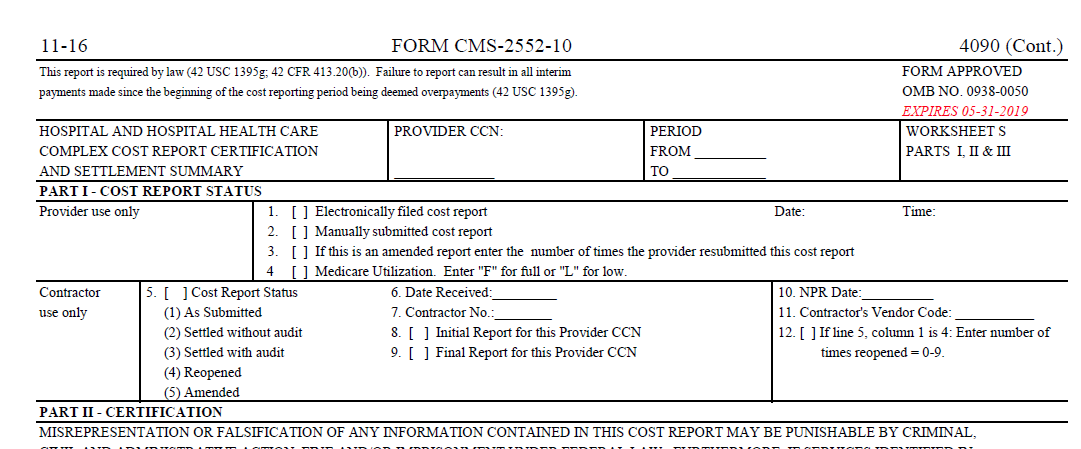 11-16 FORM CMS-2552-10 4090 (Cont.)
This report is required by law (42 USC 1395g; 42 CFR 413.20(b)). Failure to report can result in all interim FORM APPROVED
payments made since the beginning of the cost reporting period being deemed overpayments (42 USC 1395g). OMB NO. 0938-0050
EXPIRES 05-31-2019
HOSPITAL AND HOSPITAL HEALTH CARE PROVIDER CCN: PERIOD WORKSHEET S
COMPLEX COST REPORT CERTIFICATION FROM __________ PARTS I, II & III
AND SETTLEMENT SUMMARY ______________ TO _____________
PART I - COST REPORT STATUS
Provider use only 1. [ ] Electronically filed cost report Date: Time:
2. [ ] Manually submitted cost report
3. [ ] If this is an amended report enter the number of times the provider resubmitted this cost report
4 [ ] Medicare Utilization. Enter "F" for full or "L" for low.
Contractor 5. [ ] Cost Report Status 6. Date Received:_________ 10. NPR Date:__________
use only (1) As Submitted 7. Contractor No.:________ 11. Contractor's Vendor Code: ___________
(2) Settled without audit 8. [ ] Initial Report for this Provider CCN 12. [ ] If line 5, column 1 is 4: Enter number of
(3) Settled with audit 9. [ ] Final Report for this Provider CCN times reopened = 0-9.
(4) Reopened
(5) Amended
PART II - CERTIFICATION
MISREPRESENTATION OR FALSIFICATION OF ANY INFORMATION CONTAINED IN THIS COST REPORT MAY BE PUNISHABLE BY CRIMINAL,